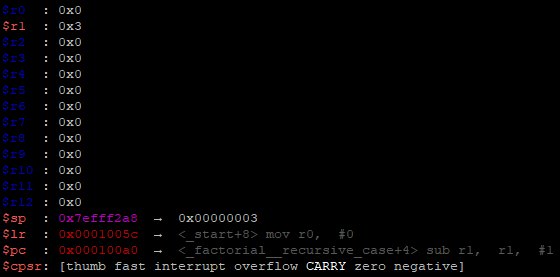 $r0  : 0x0
$r1  : 0x3
$r2  : 0x0
$r3  : 0x0
$r4  : 0x0
$r5  : 0x0
$r6  : 0x0
$r7  : 0x0
$r8  : 0x0
$r9  : 0x0
$r10 : 0x0
$r11 : 0x0
$r12 : 0x0
$sp  : 0x7efff2a8  →  0x00000003
$lr  : 0x0001005c  →  <_start+8> mov r0,  #0
$pc  : 0x000100a0  →  <_factorial__recursive_case+4> sub r1,  r1,  #1
$cpsr: [thumb fast interrupt overflow CARRY zero negative]